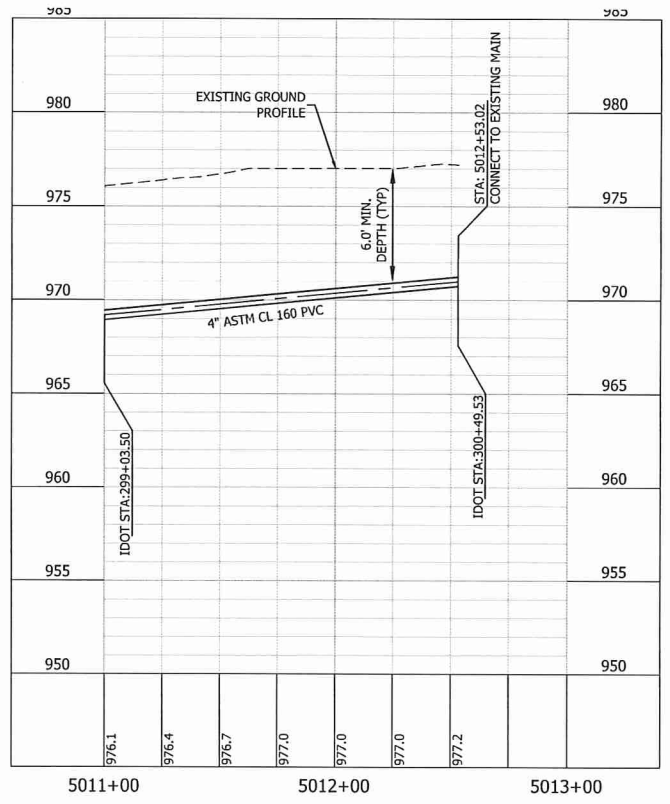 985
985
980
980
EXISTING GROUND
PROFILE
STA: 5012+53.02
CONNECT TO EXISTING MAIN
975
975
6.0' MIN.
DEPTH (TYP)
970
970
4" ASTM CL 160 PVC
965
965
IDOT STA:299+03.50
IDOT STA:300+49.53
960
960
955
955
950
950
976.1
976.4
976.7
977.0
977.0
977.0
977.2
5011+00
5012+00
5013+00